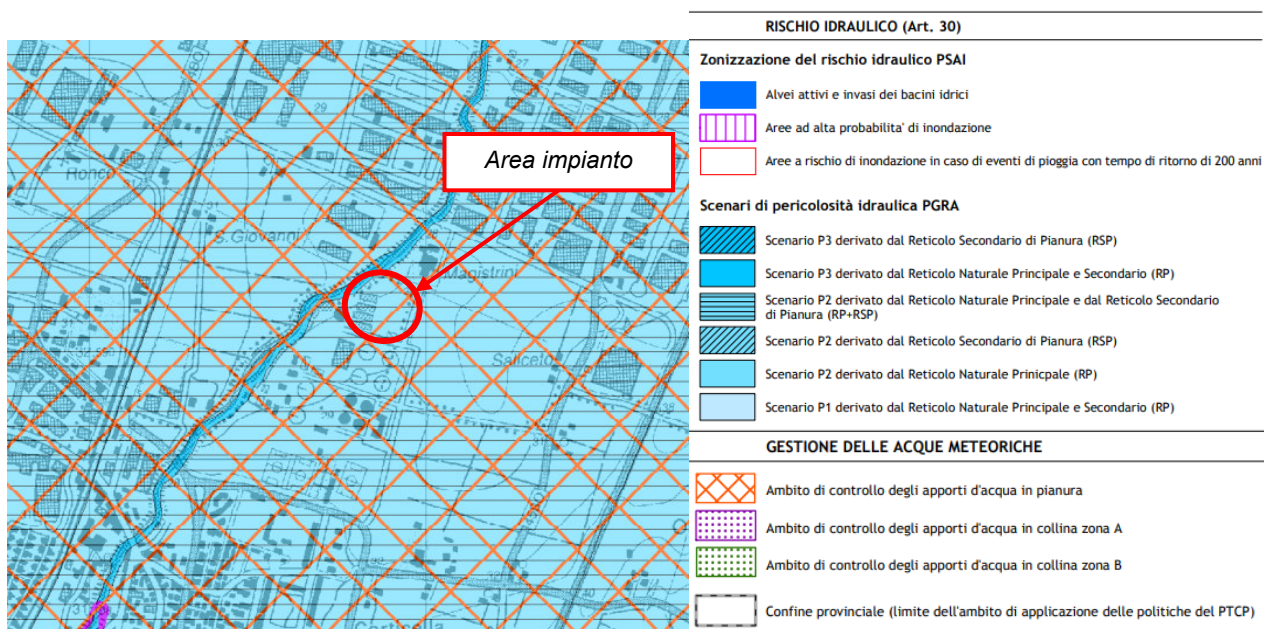 RISCHIO IDRAULICO (Art. 30)
Zonizzazione del rischio idraulico PSAI
Alvei attivi e invasi dei bacini idrici
Aree ad alta probabilita' di inondazione
Aree a rischio di inondazione in caso di eventi di pioggia con tempo di ritorno di 200 anni
Scenari di pericolosità idraulica PGRA
Scenario P3 derivato dal Reticolo Secondario di Pianura (RSP)
Scenario P3 derivato dal Reticolo Naturale Principale e Secondario (RP)
Scenario P2 derivato dal Reticolo Naturale Principale e dal Reticolo Secondario
di Pianura (RP+RSP)
Scenario P2 derivato dal Reticolo Secondario di Pianura (RSP)
Scenario P2 derivato dal Reticolo Naturale Prinicpale (RP)
Scenario P1 derivato dal Reticolo Naturale Principale e Secondario (RP)
GESTIONE DELLE ACQUE METEORICHE
Ambito di controllo degli apporti d'acqua in pianura
Ambito di controllo degli apporti d'acqua in collina zona A
Ambito di controllo degli apporti d'acqua in collina zona B
Confine provinciale (limite dell'ambito di applicazione delle politiche del PTCP)
Area impianto
27
29
Ronco
S.Giovanni
Magistrini
Saliceto
Corticella